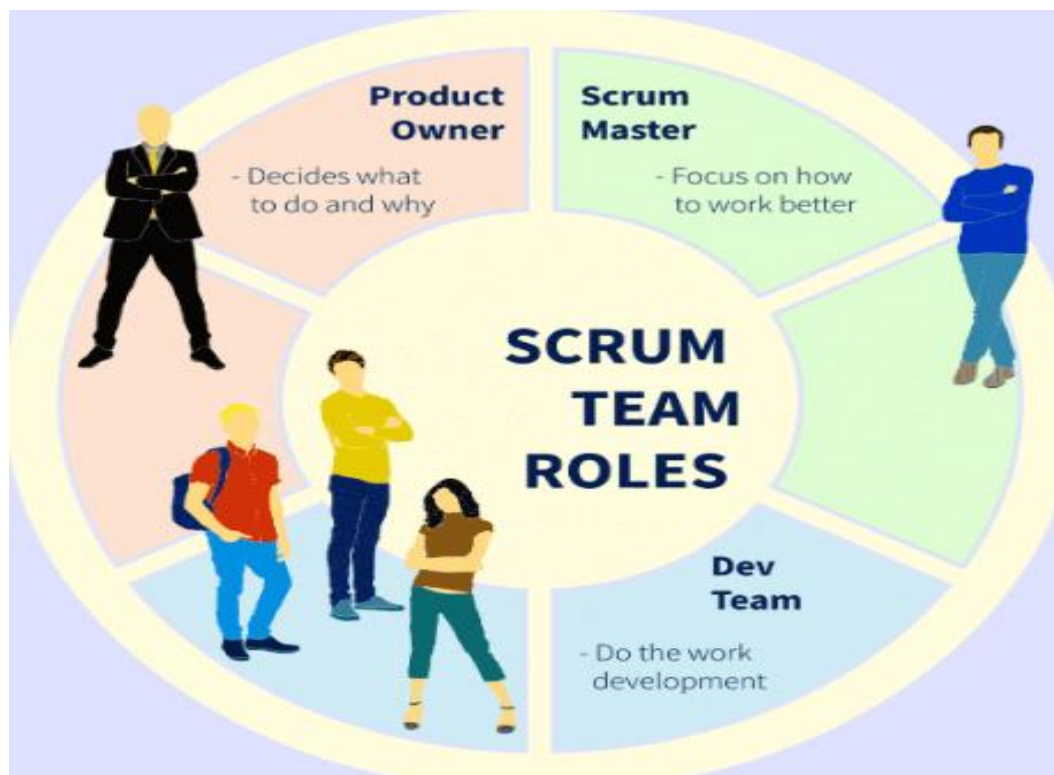 Product
Owner
- Decides what
to do and why
Scrum
Master
- Focus on how
to work better
SCRUM
TEAM
ROLES
Dev
Team
- Do the work
development